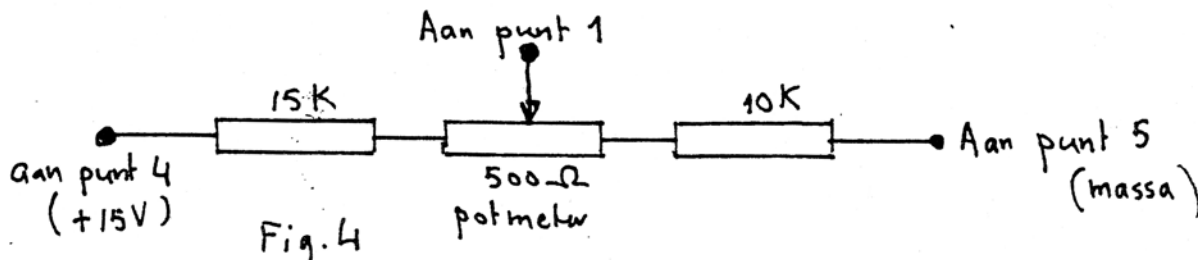 Aan punt 1
15K
10K
aan punt 4
(+15V)
500Ω
potmeter
Aan punt 5
(massa)
Fig.4